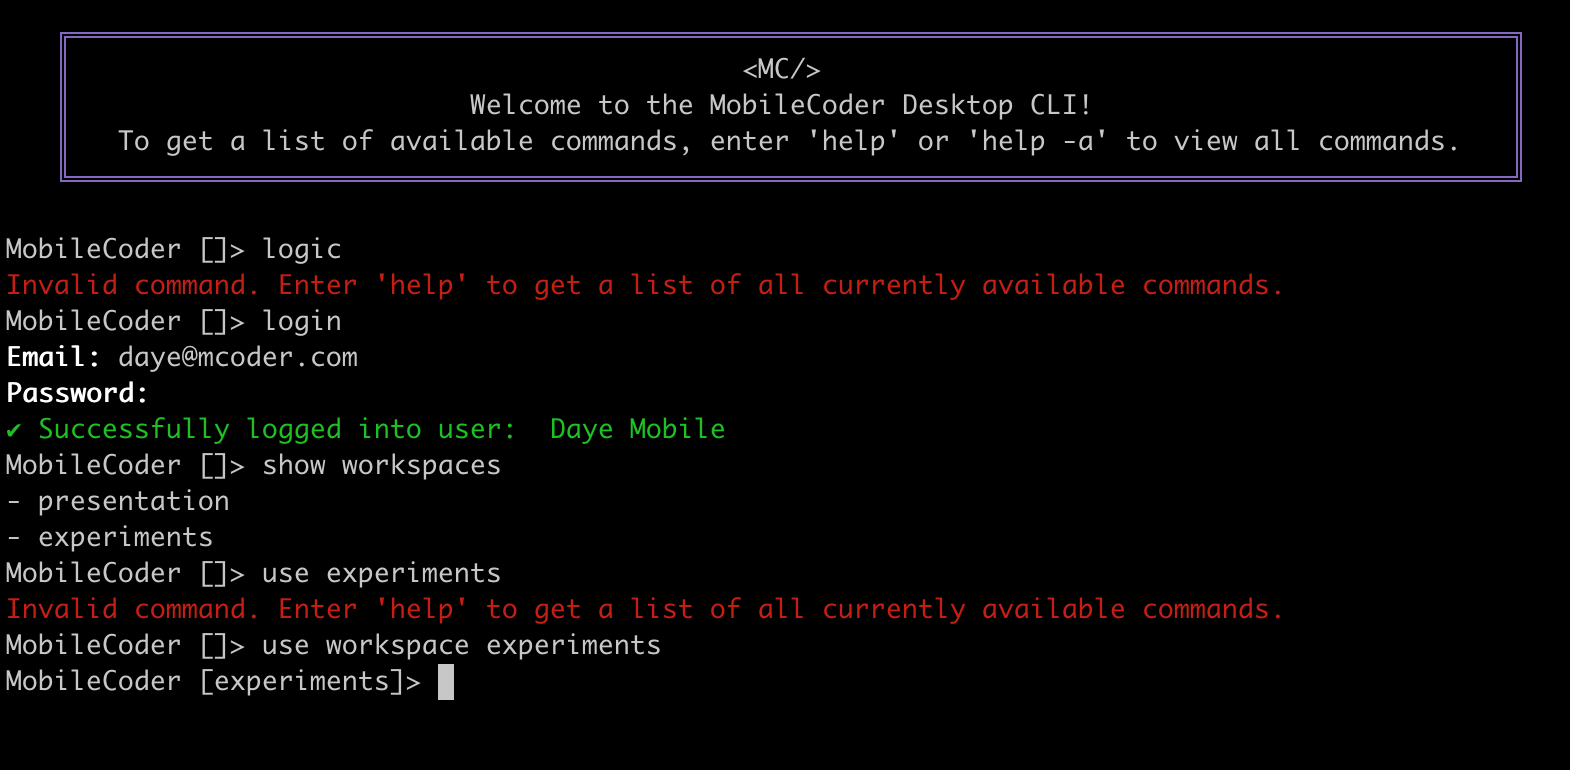 <MC/>
Welcome to the MobileCoder Desktop CLI!
To get a list of available commands, enter 'help' or 'help -a' to view all commands.
MobileCoder []> logic
Invalid command. Enter 'help' to get a list of all currently available commands.
MobileCoder []> login
Email: daye@mcoder.com
Password:
✔ Successfully logged into user:  Daye Mobile
MobileCoder []> show workspaces
- presentation
- experiments
MobileCoder []> use experiments
Invalid command. Enter 'help' to get a list of all currently available commands.
MobileCoder []> use workspace experiments
MobileCoder [experiments]>